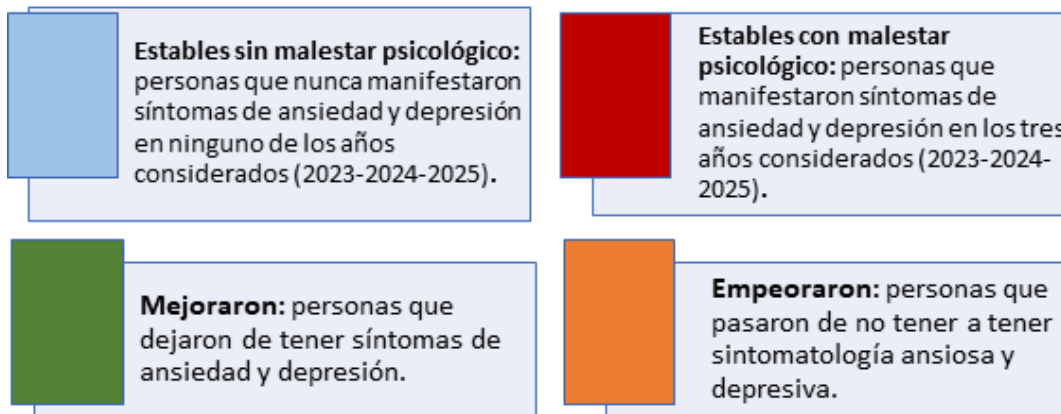 Estables sin malestar psicológico:
personas que nunca manifestaron
síntomas de ansiedad y depresión
en ninguno de los años
considerados (2023-2024-2025).
Estables con malestar
psicológico: personas que
manifestaron síntomas de
ansiedad y depresión en los tres
años considerados (2023-2024-
2025).
Mejoraron: personas que
dejaron de tener síntomas de
ansiedad y depresión.
Empeoraron: personas que
pasaron de no tener a tener
sintomatología ansiosa y
depresiva.